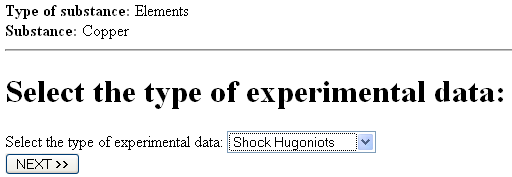 Type of substance: Elements
Substance: Copper
Select the type of experimental data:
Select the type of experimental data: Shock Hugoniots
NEXT >>